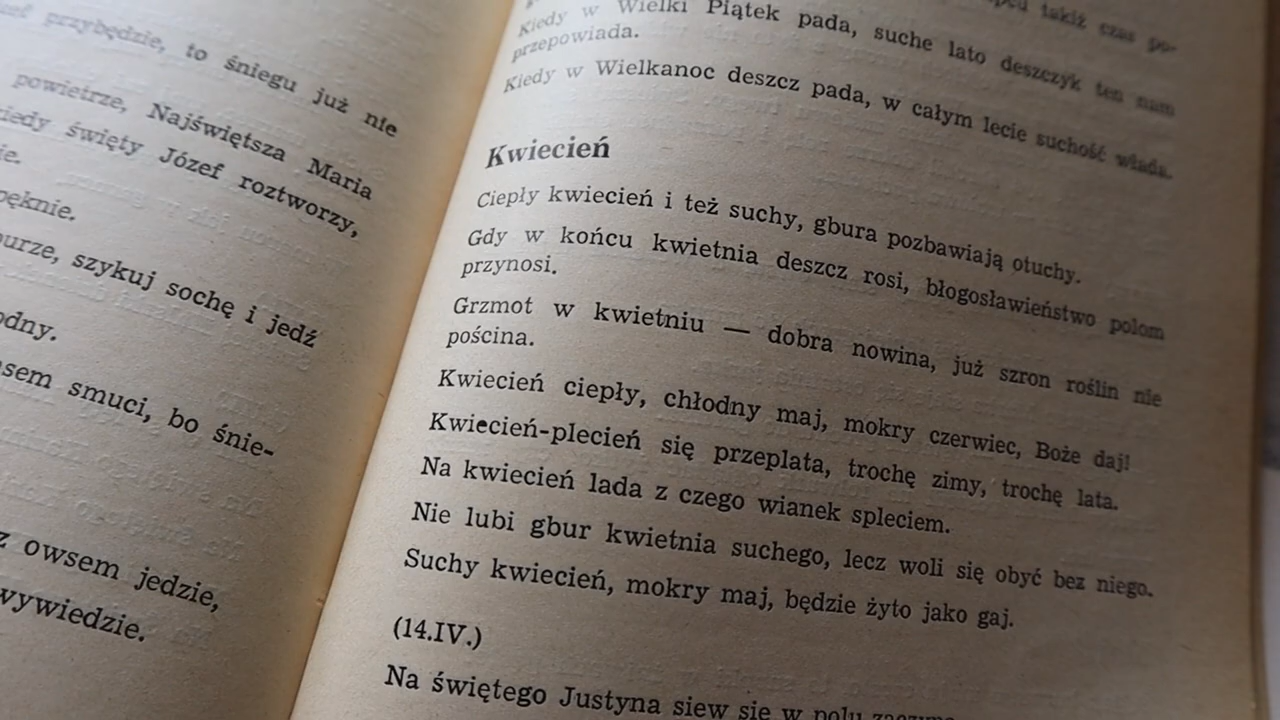 przybędzie, to śniegu już nie
powietrze, Najświętsza Maria
święty Józef roztworzy,
pęknie.
szykuj sochę i jedź
smuci, bo śnie-
z owsem jedzie,
wywiedzie.
takiż czas po-
Kiedy w Wielki Piątek pada, suche lato deszczyk ten nam
przepowiada.
Kiedy w Wielkanoc deszcz pada, w całym lecie suchość włada.
Kwiecień
Ciepły kwiecień i też suchy, gbura pozbawiają otuchy.
Gdy w końcu kwietnia deszcz rosi, błogosławieństwo polom
przynosi.
Grzmot w kwietniu — dobra nowina, już szron roślin nie
pościna.
Kwiecień ciepły, chłodny maj, mokry czerwiec, Boże daj!
Kwiecień-plecień się przeplata, trochę zimy, trochę lata.
Na kwiecień lada z czego wianek spleciem.
Nie lubi gbur kwietnia suchego, lecz woli się obyć bez niego.
Suchy kwiecień, mokry maj, będzie żyto jako gaj.
(14.IV.)
Na świętego Justyna siew się w polu